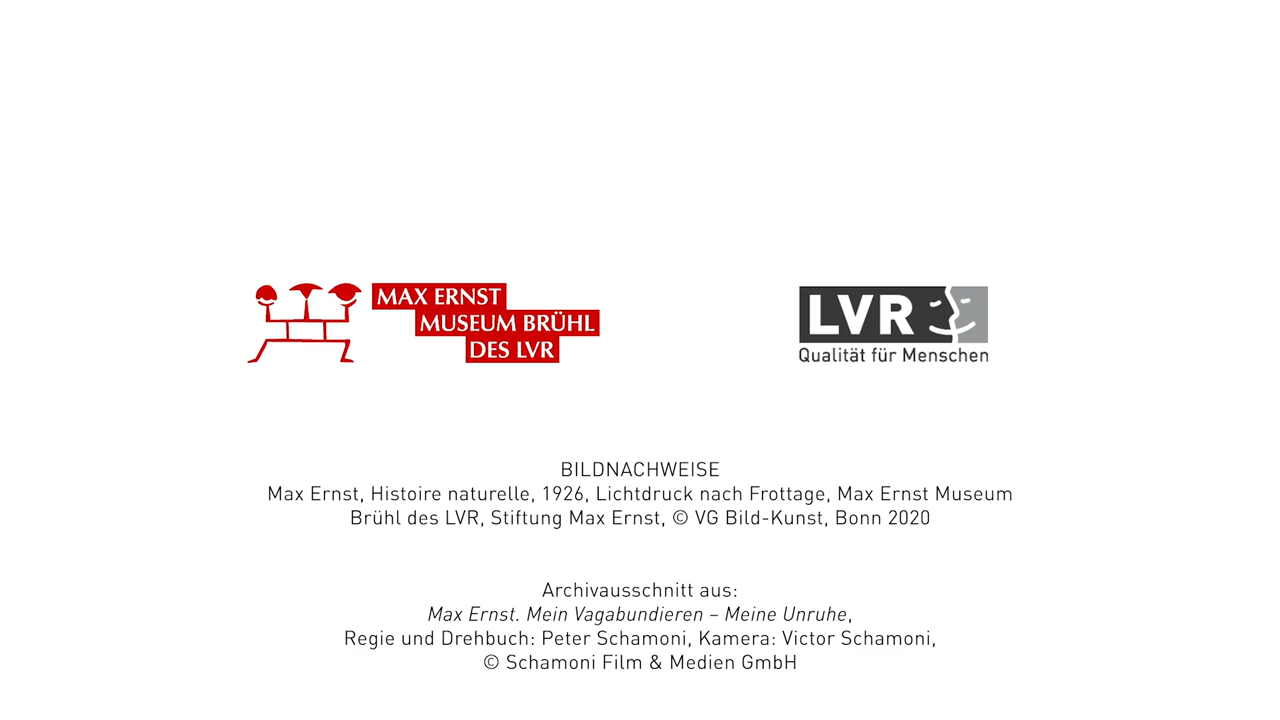 MAX ERNST
MUSEUM BRÜHL
DES LVR
LVR
Qualität für Menschen
BILDNACHWEISE
Max Ernst, Histoire naturelle, 1926, Lichtdruck nach Frottage, Max Ernst Museum
Brühl des LVR, Stiftung Max Ernst, © VG Bild-Kunst, Bonn 2020
Archivausschnitt aus:
Max Ernst. Mein Vagabundieren – Meine Unruhe,
Regie und Drehbuch: Peter Schamoni, Kamera: Victor Schamoni,
© Schamoni Film & Medien GmbH